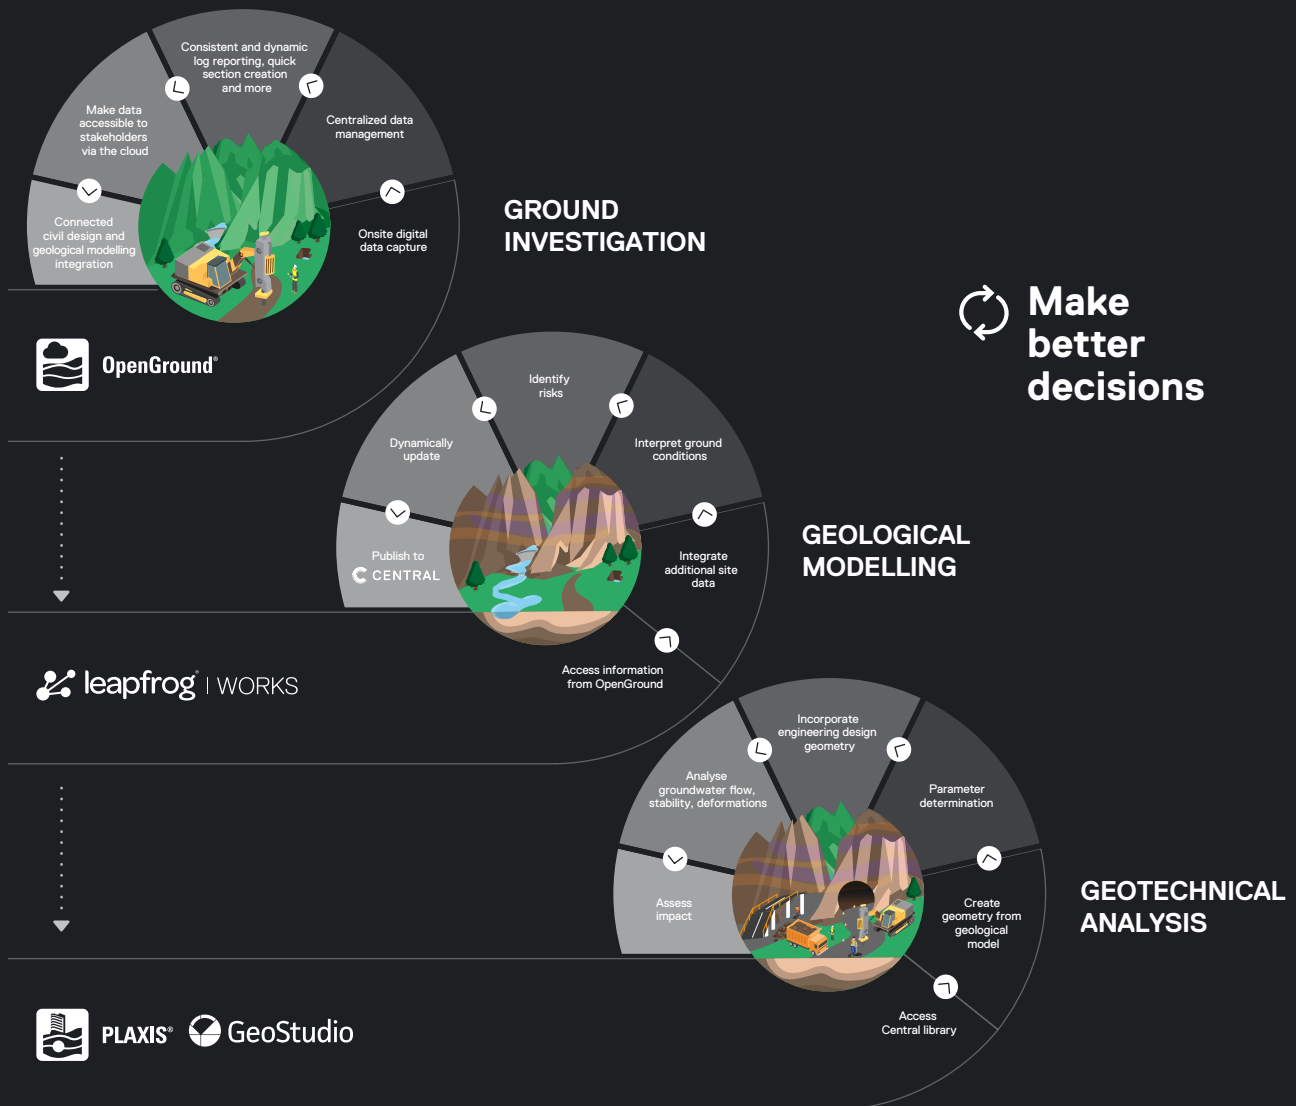 Consistent and dynamic
log reporting, quick
section creation
and more
Make data
accessible to
stakeholders
via the cloud
Centralized data
management
Connected
civil design and
geological modelling
integration
Onsite digital
data capture
GROUND
INVESTIGATION
OpenGround®
Make
better
decisions
Identify
risks
Dynamically
update
Interpret ground
conditions
Publish to
CENTRAL
Integrate
additional site
data
Access information
from OpenGround
GEOLOGICAL
MODELLING
leapfrog® | WORKS
Incorporate
engineering design
geometry
Analyse
groundwater flow,
stability, deformations
Parameter
determination
Assess
impact
Create
geometry from
geological
model
Access
Central library
GEOTECHNICAL
ANALYSIS
PLAXIS®
GeoStudio